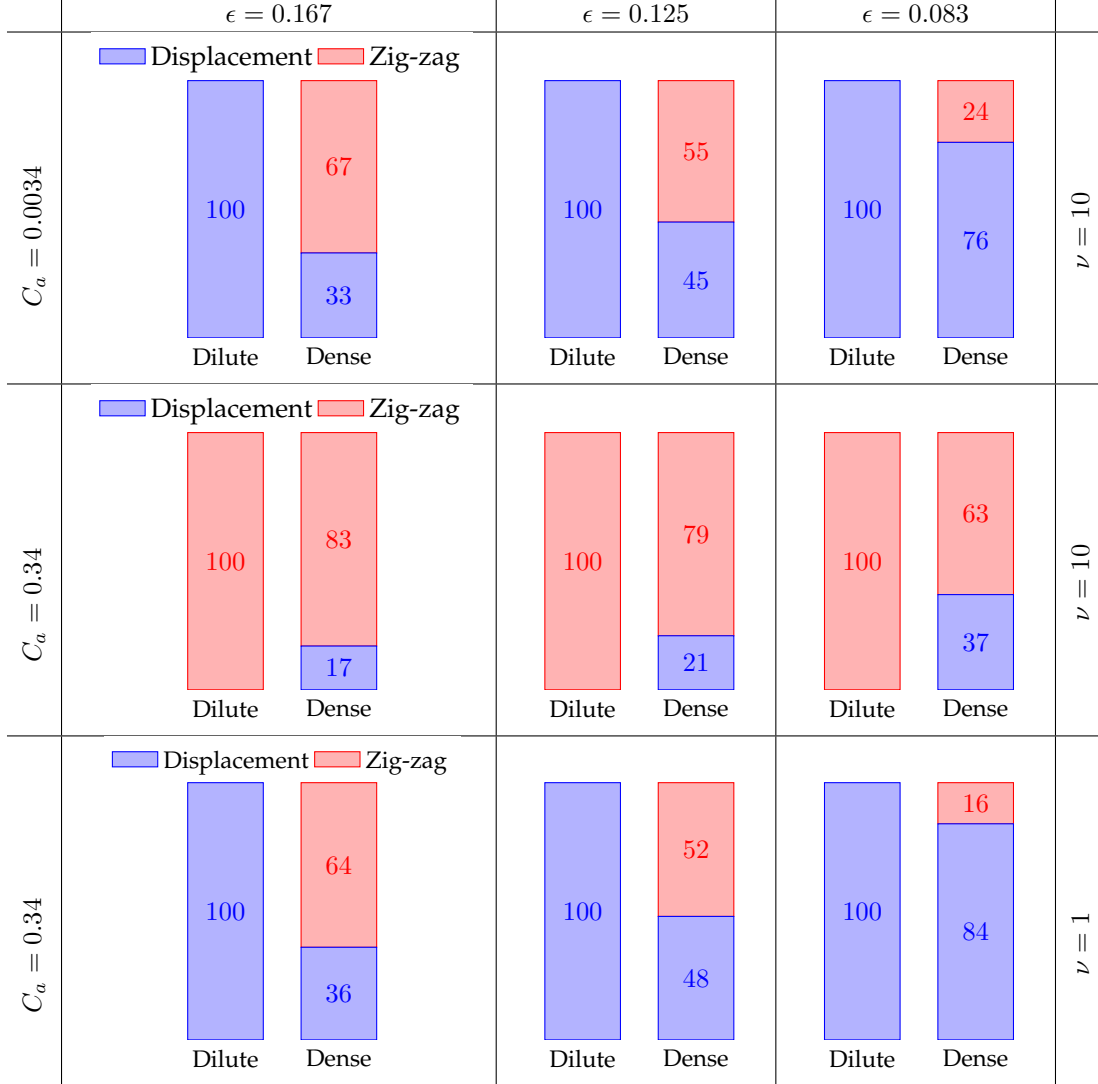 ϵ = 0.167 ϵ = 0.125 ϵ = 0.083
C_a = 0.0034
Displacement Zig-zag
100 67 33
Dilute Dense
100 55 45
Dilute Dense
100 24 76
Dilute Dense
ν = 10
C_a = 0.34
Displacement Zig-zag
100 83 17
Dilute Dense
100 79 21
Dilute Dense
100 63 37
Dilute Dense
ν = 10
C_a = 0.34
Displacement Zig-zag
100 64 36
Dilute Dense
100 52 48
Dilute Dense
100 16 84
Dilute Dense
ν = 1